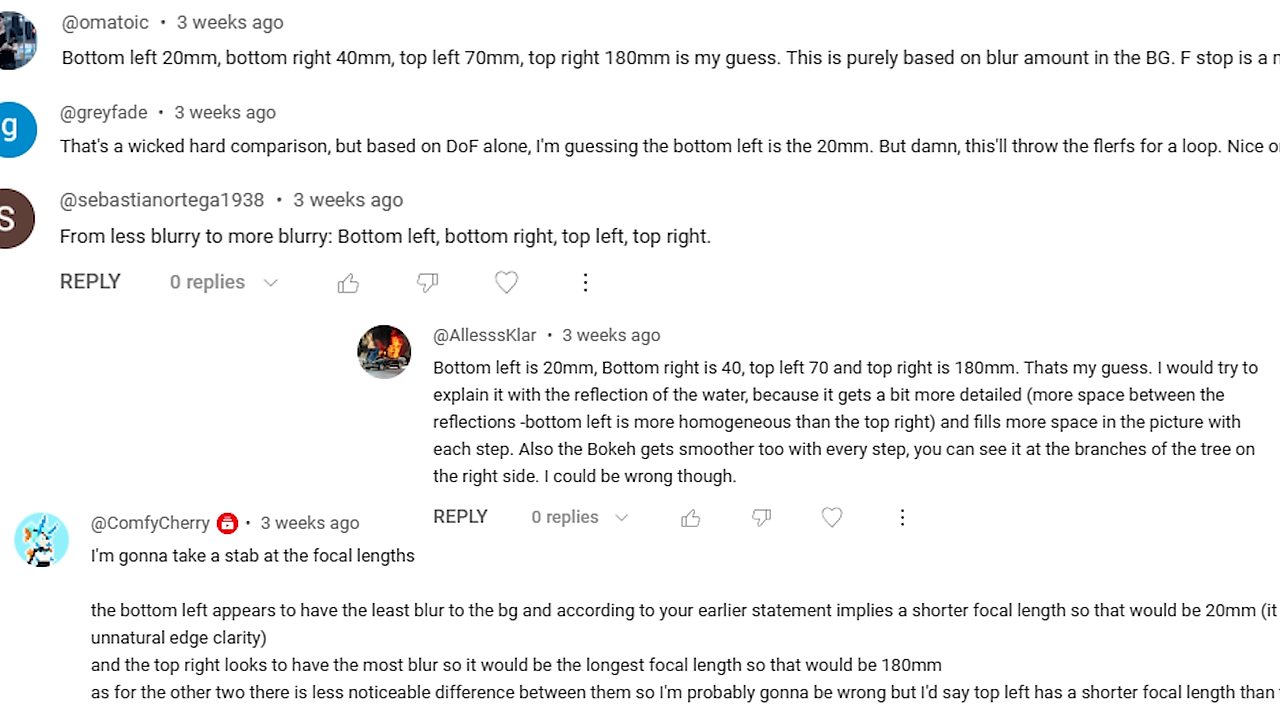 @omatoic • 3 weeks ago
Bottom left 20mm, bottom right 40mm, top left 70mm, top right 180mm is my guess. This is purely based on blur amount in the BG. F stop is a
g
@greyfade • 3 weeks ago
That's a wicked hard comparison, but based on DoF alone, I'm guessing the bottom left is the 20mm. But damn, this'll throw the flerfs for a loop. Nice
S
@sebastianortega1938 • 3 weeks ago
From less blurry to more blurry: Bottom left, bottom right, top left, top right.
REPLY 0 replies
@AllesssKlar • 3 weeks ago
Bottom left is 20mm, Bottom right is 40, top left 70 and top right is 180mm. Thats my guess. I would try to
explain it with the reflection of the water, because it gets a bit more detailed (more space between the
reflections -bottom left is more homogeneous than the top right) and fills more space in the picture with
each step. Also the Bokeh gets smoother too with every step, you can see it at the branches of the tree on
the right side. I could be wrong though.
REPLY 0 replies
@ComfyCherry • 3 weeks ago
I'm gonna take a stab at the focal lengths
the bottom left appears to have the least blur to the bg and according to your earlier statement implies a shorter focal length so that would be 20mm (it
unnatural edge clarity)
and the top right looks to have the most blur so it would be the longest focal length so that would be 180mm
as for the other two there is less noticeable difference between them so I'm probably gonna be wrong but I'd say top left has a shorter focal length than